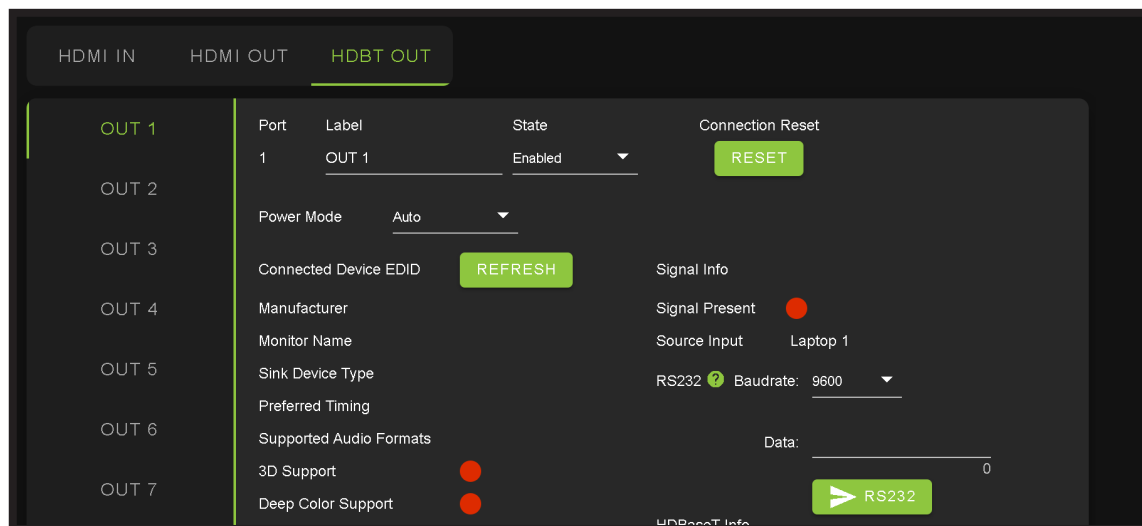 HDMI IN HDMI OUT HDBT OUT
OUT 1
OUT 2
OUT 3
OUT 4
OUT 5
OUT 6
OUT 7
Port Label State Connection Reset
1 OUT 1 Enabled RESET
Power Mode Auto
Connected Device EDID REFRESH
Manufacturer
Monitor Name
Sink Device Type
Preferred Timing
Supported Audio Formats
3D Support
Deep Color Support
Signal Info
Signal Present
Source Input Laptop 1
RS232 ? Baudrate: 9600
Data:
0
RS232
HDBaseT Info